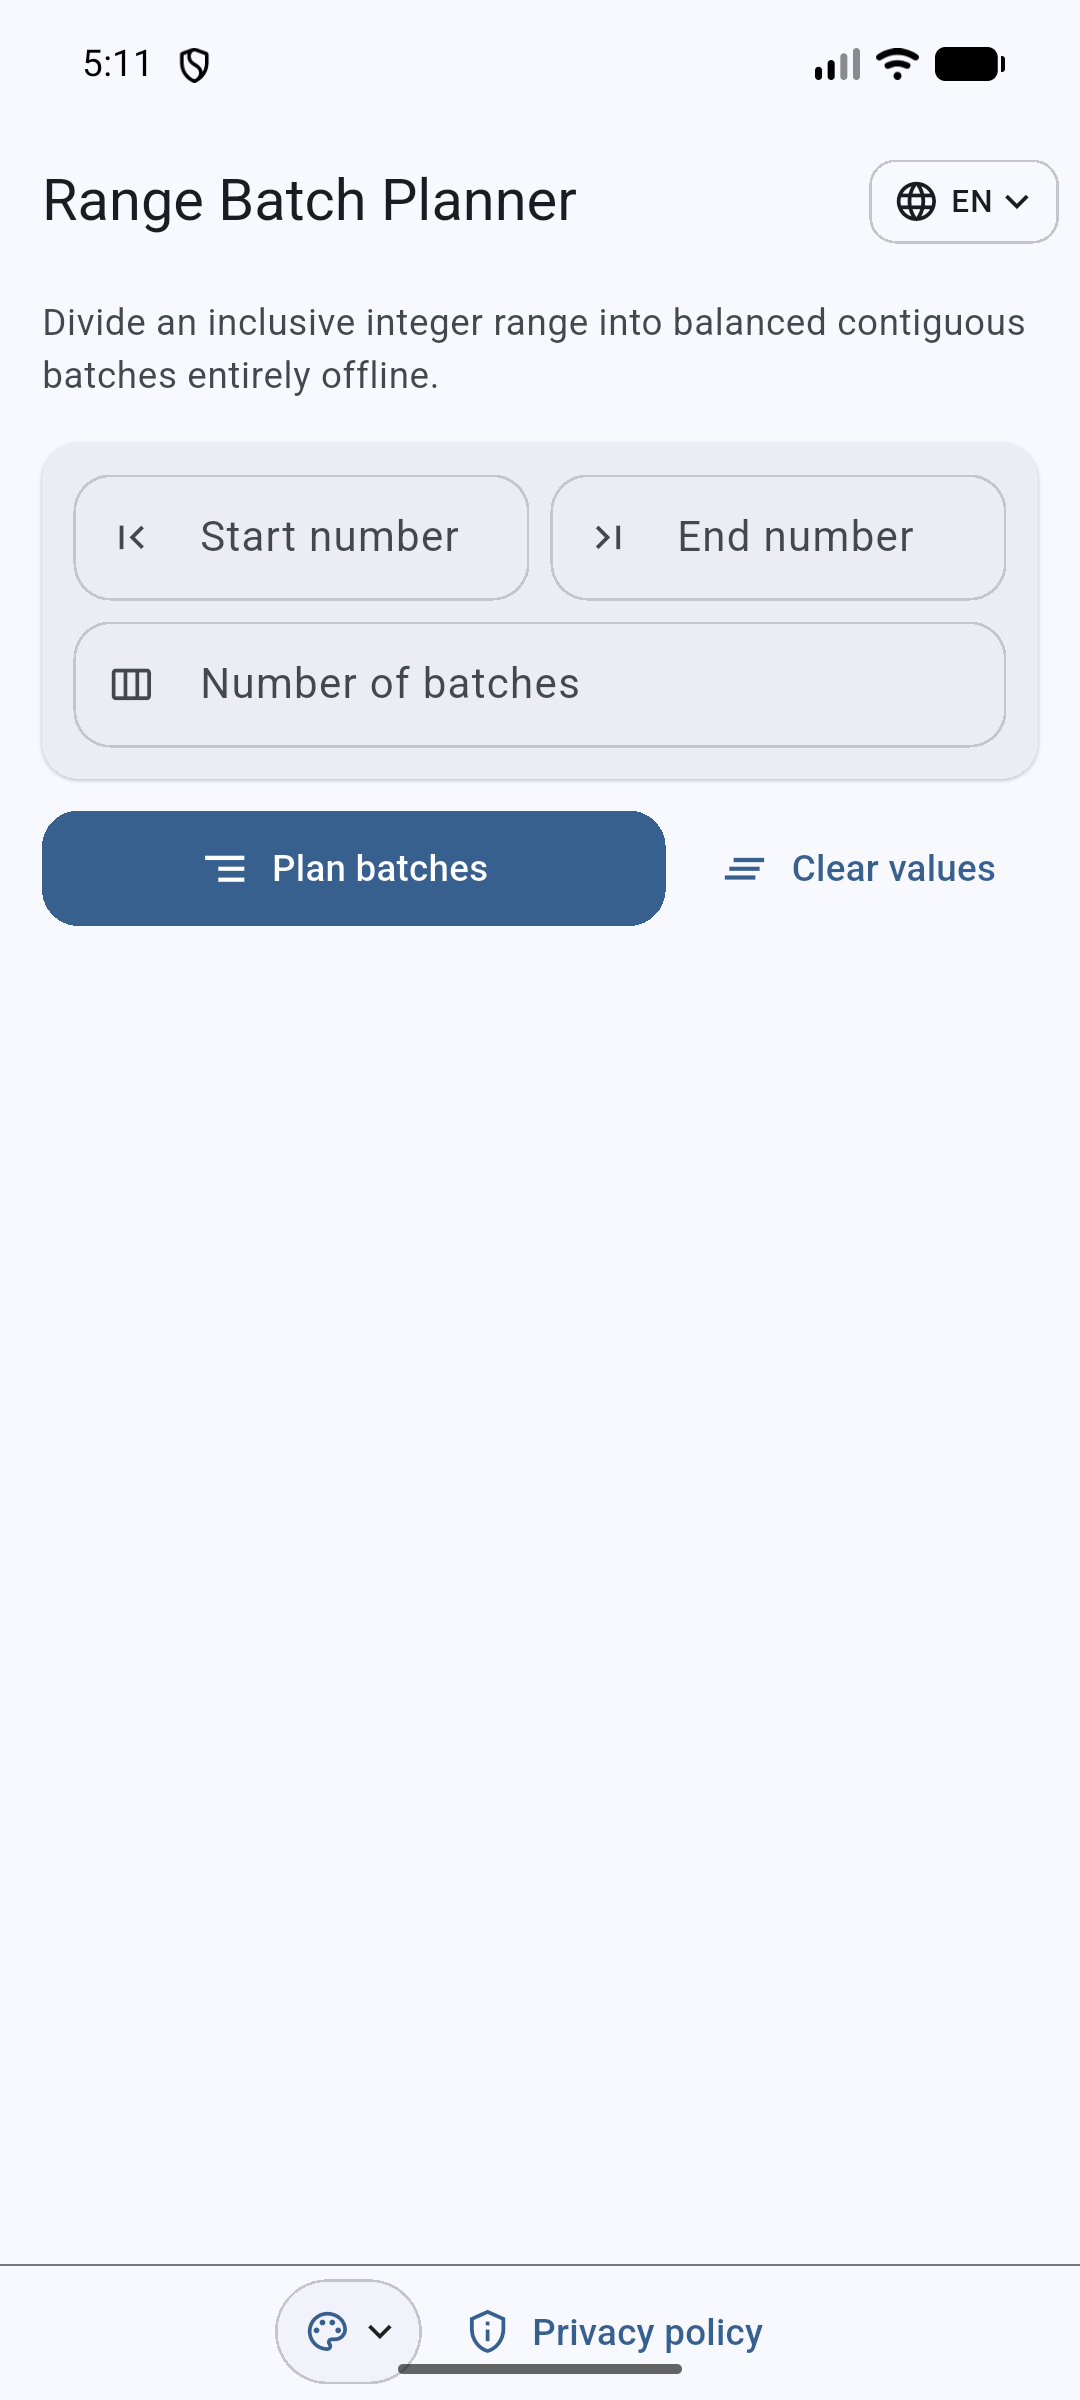 5:11
Range Batch Planner
EN
Divide an inclusive integer range into balanced contiguous
batches entirely offline.
Start number
End number
Number of batches
Plan batches
Clear values
Privacy policy